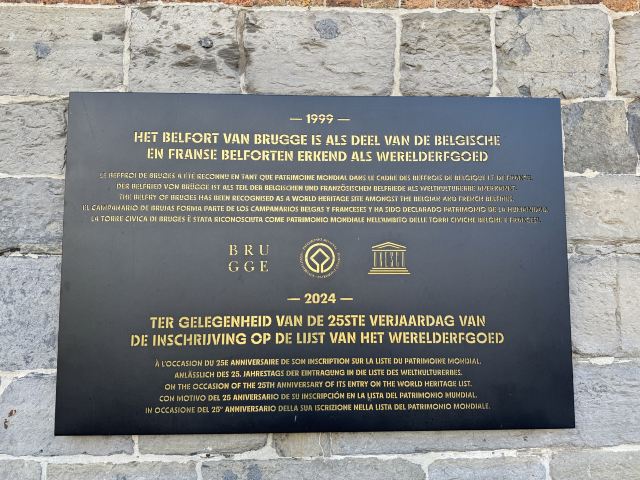 — 1999 —
HET BELFORT VAN BRUGGE IS ALS DEEL VAN DE BELGISCHE
EN FRANSE BELFORTEN ERKEND ALS WERELDERFGOED
LE BEFFROI DE BRUGES A ÉTÉ RECONNU EN TANT QUE PATRIMOINE MONDIAL DANS LE CADRE DES BEFFROIS DE BELGIQUE ET DE FRANCE.
DER BELFRIED VON BRÜGGE IST ALS TEIL DER BELGISCHEN UND FRANZÖSISCHEN BELFRIEDE ALS WELTKULTURERBE ANERKANNT.
THE BELFRY OF BRUGES HAS BEEN RECOGNISED AS A WORLD HERITAGE SITE AMONGST THE BELGIAN AND FRENCH BELFRIES.
EL CAMPANARIO DE BRUJAS FORMA PARTE DE LOS CAMPANARIOS BELGAS Y FRANCESES Y HA SIDO DECLARADO PATRIMONIO DE LA HUMANIDAD.
LA TORRE CIVICA DI BRUGES È STATA RICONOSCIUTA COME PATRIMONIO MONDIALE NELL'AMBITO DELLE TORRI CIVICHE BELGHE E FRANCESI.
BRU
GGE
UNESCO
— 2024 —
TER GELEGENHEID VAN DE 25STE VERJAARDAG VAN
DE INSCHRIJVING OP DE LIJST VAN HET WERELDERFGOED
À L'OCCASION DU 25E ANNIVERSAIRE DE SON INSCRIPTION SUR LA LISTE DU PATRIMOINE MONDIAL.
ANLÄSSLICH DES 25. JAHRESTAGS DER EINTRAGUNG IN DIE LISTE DES WELTKULTURERBES.
ON THE OCCASION OF THE 25TH ANNIVERSARY OF ITS ENTRY ON THE WORLD HERITAGE LIST.
CON MOTIVO DEL 25 ANIVERSARIO DE SU INSCRIPCIÓN EN LA LISTA DEL PATRIMONIO MUNDIAL.
IN OCCASIONE DEL 25° ANNIVERSARIO DELLA SUA ISCRIZIONE NELLA LISTA DEL PATRIMONIO MONDIALE.